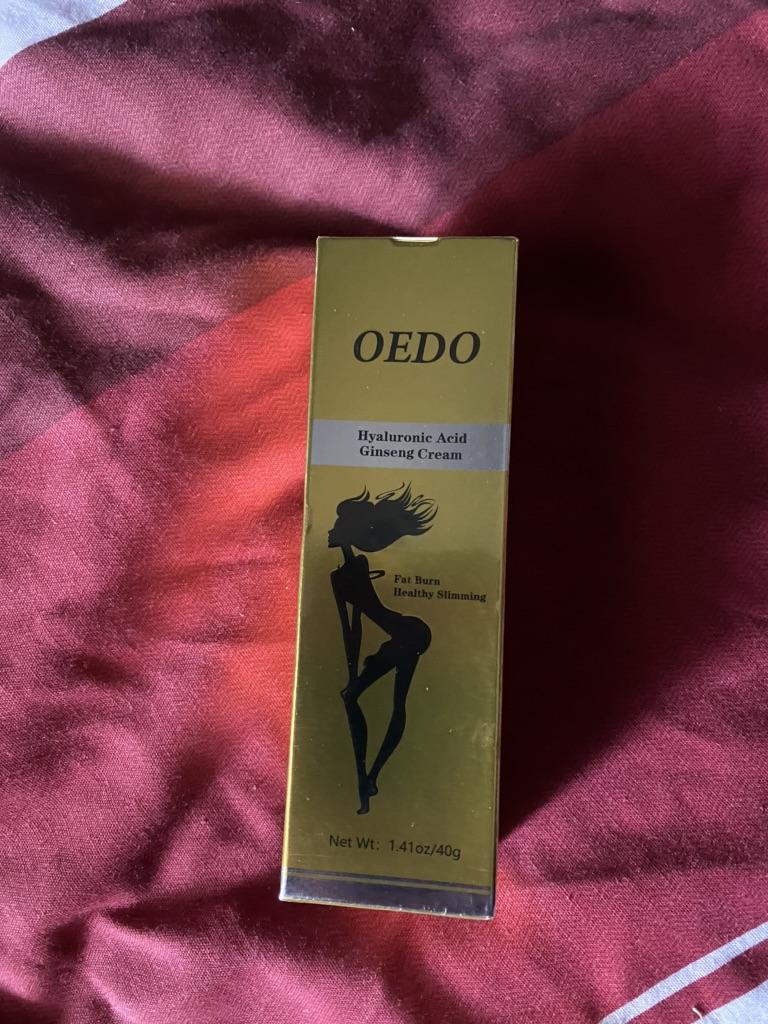 OEDO
Hyaluronic Acid
Ginseng Cream
Fat Burn
Healthy Slimming
Net Wt: 1.41oz/40g